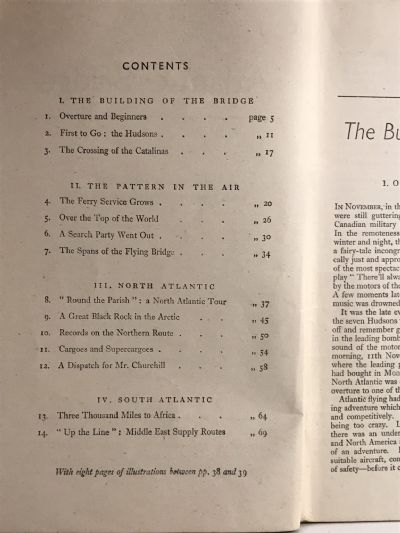 CONTENTS
I. THE BUILDING OF THE BRIDGE
1. Overture and Beginners . . . . page 5
2. First to Go : the Hudsons . . . . „ 11
3. The Crossing of the Catalinas . . . „ 17
II. THE PATTERN IN THE AIR
4. The Ferry Service Grows . . . . „ 20
5. Over the Top of the World . . . „ 26
6. A Search Party Went Out . . . . „ 30
7. The Spans of the Flying Bridge . . . „ 34
III. NORTH ATLANTIC
8. “ Round the Parish ” : a North Atlantic Tour „ 37
9. A Great Black Rock in the Arctic . . „ 45
10. Records on the Northern Route . . . „ 50
11. Cargoes and Supercargoes . . . . „ 54
12. A Dispatch for Mr. Churchill . . . „ 58
IV. SOUTH ATLANTIC
13. Three Thousand Miles to Africa . . . „ 64
14. “ Up the Line ” : Middle East Supply Routes „ 69
With eight pages of illustrations between pp. 38 and 39
The Bu
I. O
IN NOVEMBER, in th
were still guttering
Canadian military
In the remoteness
winter and night, th
a fairy-tale incongr
cally just and appro
of the most spectac
play “ There'll alwa
by the motors of the
A few moments late
music was drowned
It was the late ev
the seven Hudsons
off and remember g
in the leading bomb
sound of the motor
morning, 11th Nov
where the leading p
had bought in Mon
North Atlantic was
overture to one of th
Atlantic flying had
ing adventure which
and competitively.
being too crazy. I
there was an under
and North America
of an adventure.
suitable aircraft, con
of safety—before it c